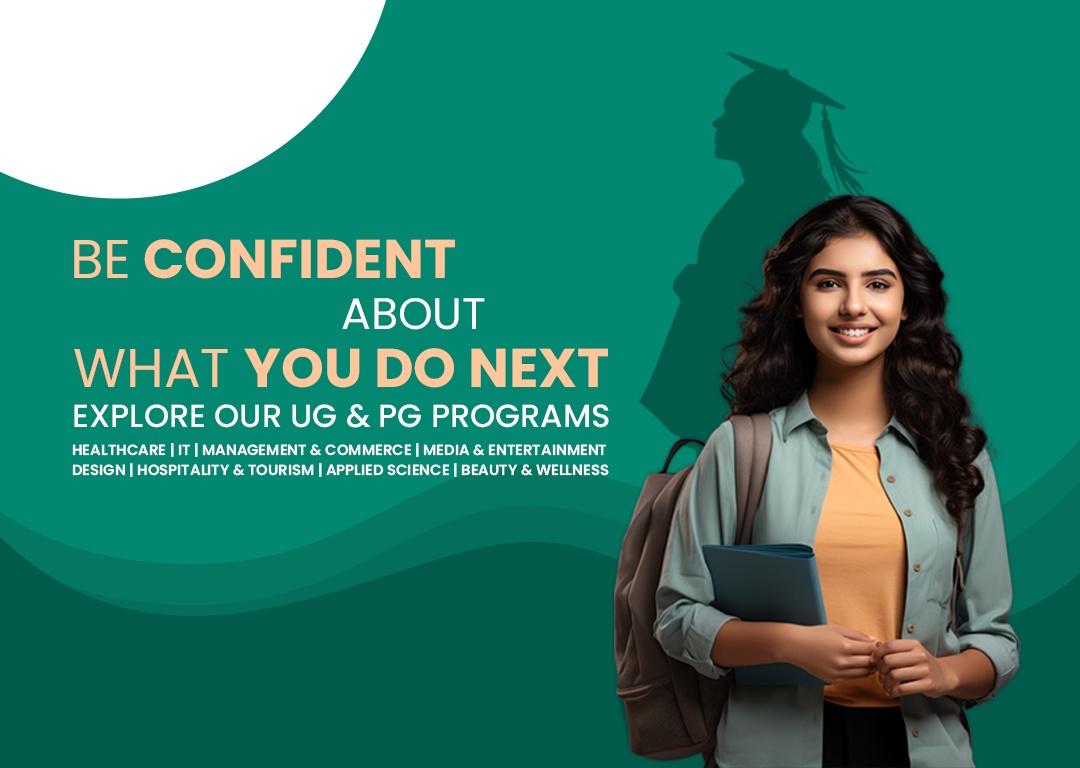 BE CONFIDENT
ABOUT
WHAT YOU DO NEXT
EXPLORE OUR UG & PG PROGRAMS
HEALTHCARE | IT | MANAGEMENT & COMMERCE | MEDIA & ENTERTAINMENT
DESIGN | HOSPITALITY & TOURISM | APPLIED SCIENCE | BEAUTY & WELLNESS